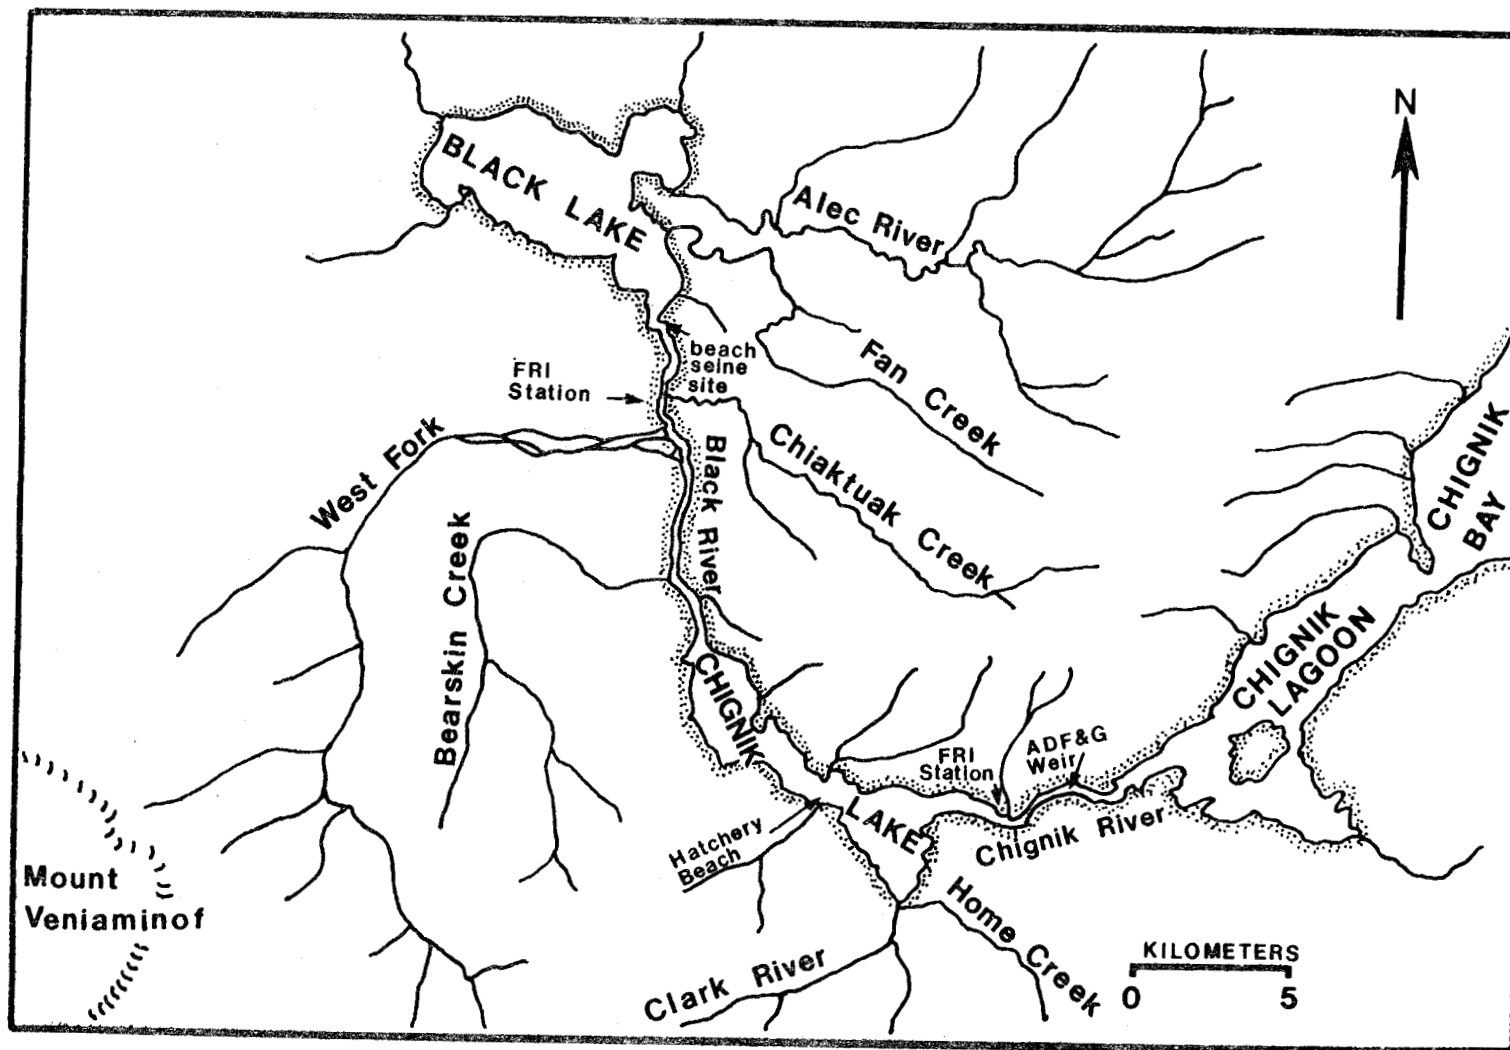 N
BLACK LAKE
Alec River
beach
seine
site
FRI
Station
Fan Creek
West Fork
Black River
Chiaktuak Creek
CHIGNIK
BAY
Bearskin Creek
CHIGNIK
LAGOON
CHIGNIK
LAKE
FRI
Station
ADF&G
Weir
Chignik River
Hatchery
Beach
Mount
Veniaminof
Home Creek
Clark River
KILOMETERS
0 5